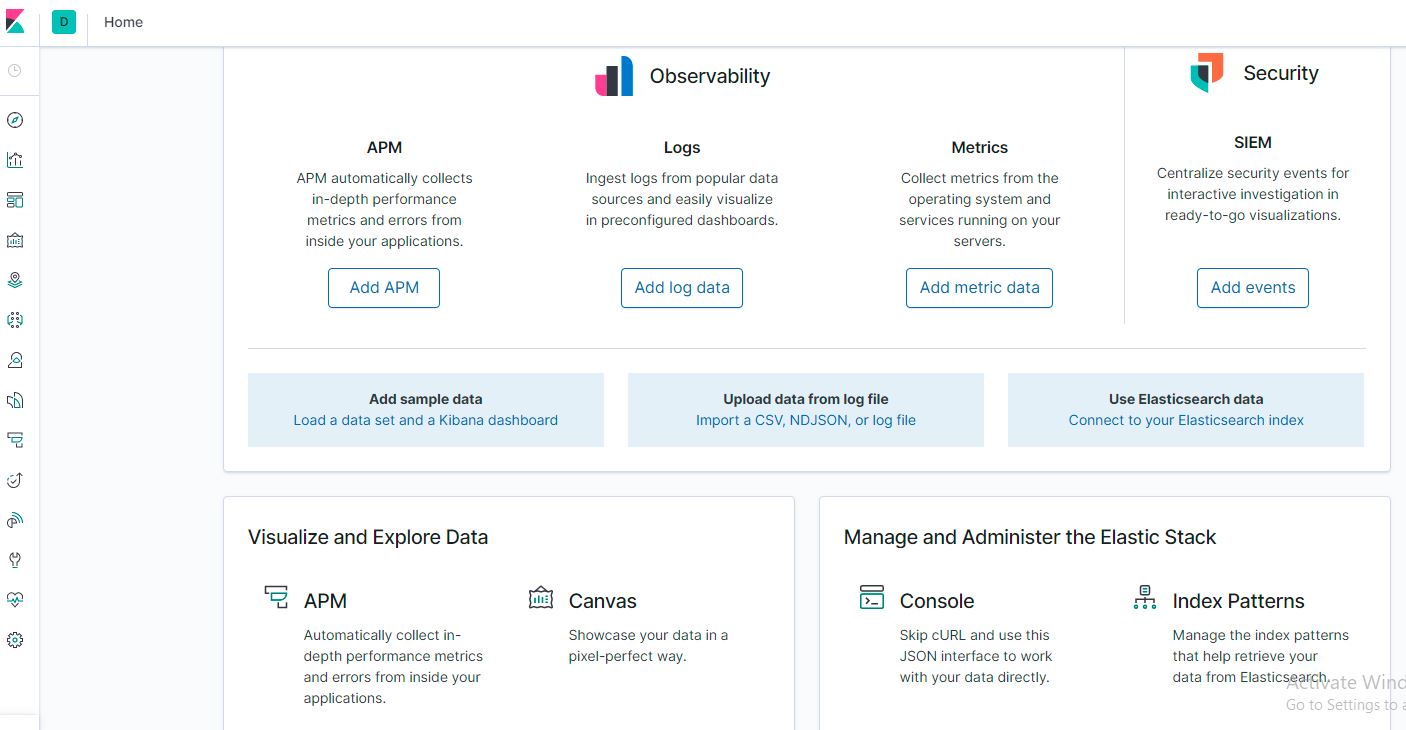 D
Home
Observability
Security
APM
APM automatically collects
in-depth performance
metrics and errors from
inside your applications.
Add APM
Logs
Ingest logs from popular data
sources and easily visualize
in preconfigured dashboards.
Add log data
Metrics
Collect metrics from the
operating system and
services running on your
servers.
Add metric data
SIEM
Centralize security events for
interactive investigation in
ready-to-go visualizations.
Add events
Add sample data
Load a data set and a Kibana dashboard
Upload data from log file
Import a CSV, NDJSON, or log file
Use Elasticsearch data
Connect to your Elasticsearch index
Visualize and Explore Data
APM
Automatically collect in-
depth performance metrics
and errors from inside your
applications.
Canvas
Showcase your data in a
pixel-perfect way.
Manage and Administer the Elastic Stack
Console
Skip cURL and use this
JSON interface to work
with your data directly.
Index Patterns
Manage the index patterns
that help retrieve your
data from Elasticsearch.
Activate Wind
Go to Settings to a